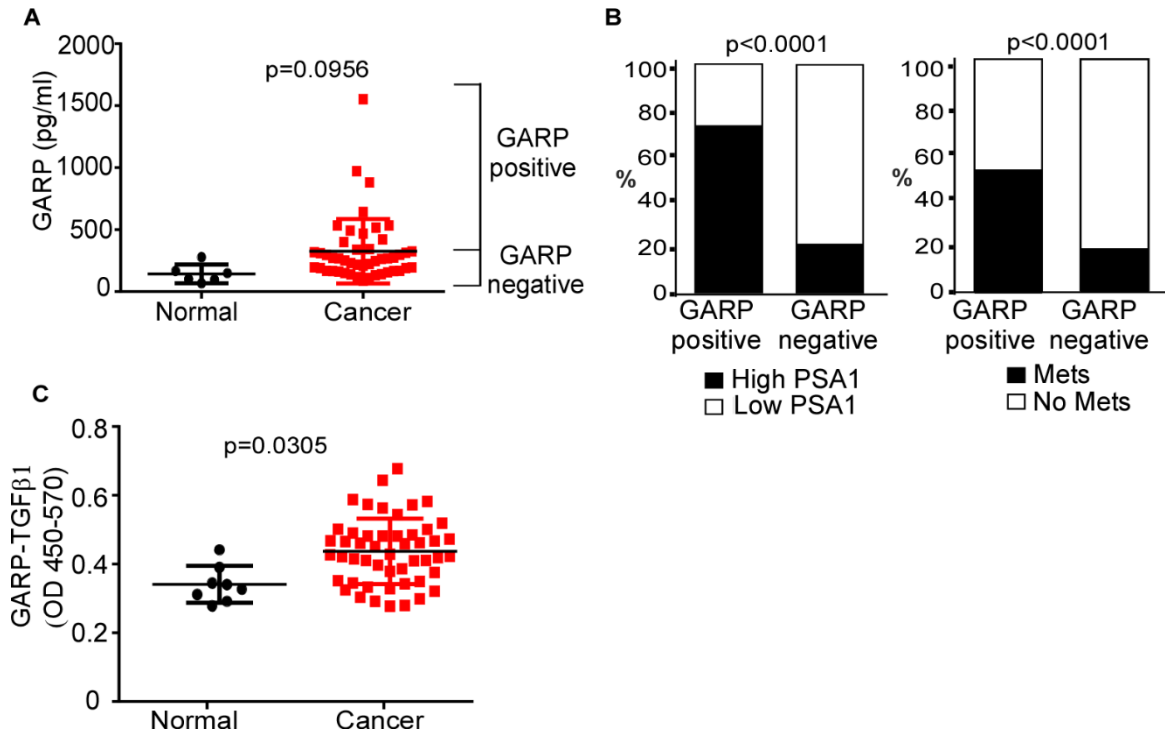 A
GARP (pg/ml)
2000
1500
1000
500
0
p=0.0956
GARP
positive
GARP
negative
Normal
Cancer
B
p<0.0001
%
100
80
60
40
20
0
GARP
positive
GARP
negative
High PSA1
Low PSA1
p<0.0001
%
100
80
60
40
20
0
GARP
positive
GARP
negative
Mets
No Mets
C
GARP-TGFβ1
(OD 450-570)
0.8
0.6
0.4
0.2
0
p=0.0305
Normal
Cancer